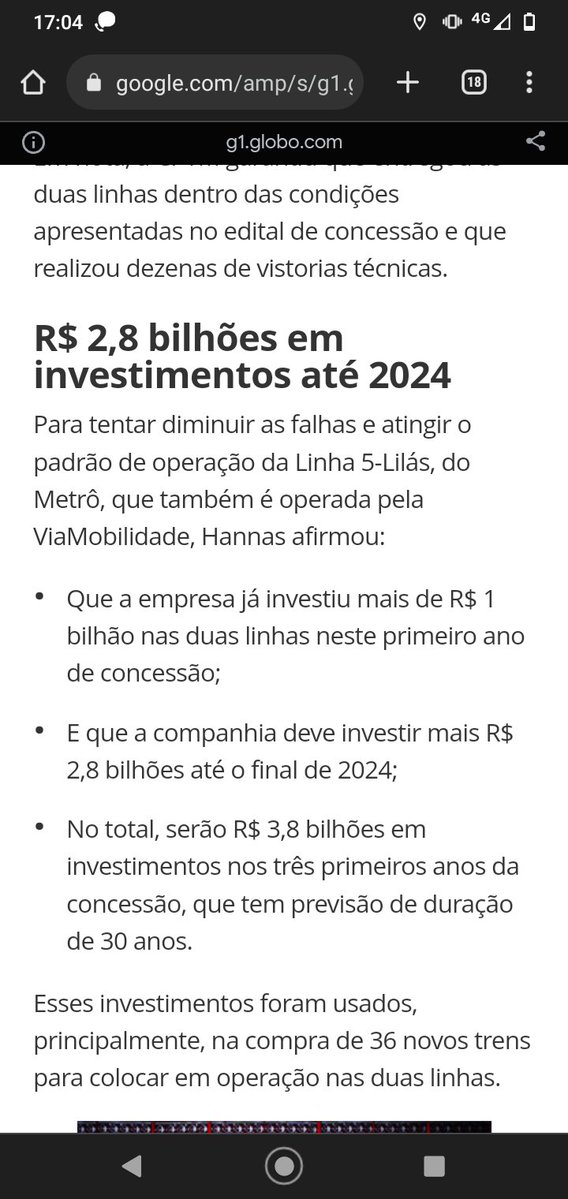 17:04
4G
google.com/amp/s/g1.g
18
g1.globo.com
duas linhas dentro das condições
apresentadas no edital de concessão e que
realizou dezenas de vistorias técnicas.
R$ 2,8 bilhões em
investimentos até 2024
Para tentar diminuir as falhas e atingir o
padrão de operação da Linha 5-Lilás, do
Metrô, que também é operada pela
ViaMobilidade, Hannas afirmou:
• Que a empresa já investiu mais de R$ 1
bilhão nas duas linhas neste primeiro ano
de concessão;
• E que a companhia deve investir mais R$
2,8 bilhões até o final de 2024;
• No total, serão R$ 3,8 bilhões em
investimentos nos três primeiros anos da
concessão, que tem previsão de duração
de 30 anos.
Esses investimentos foram usados,
principalmente, na compra de 36 novos trens
para colocar em operação nas duas linhas.